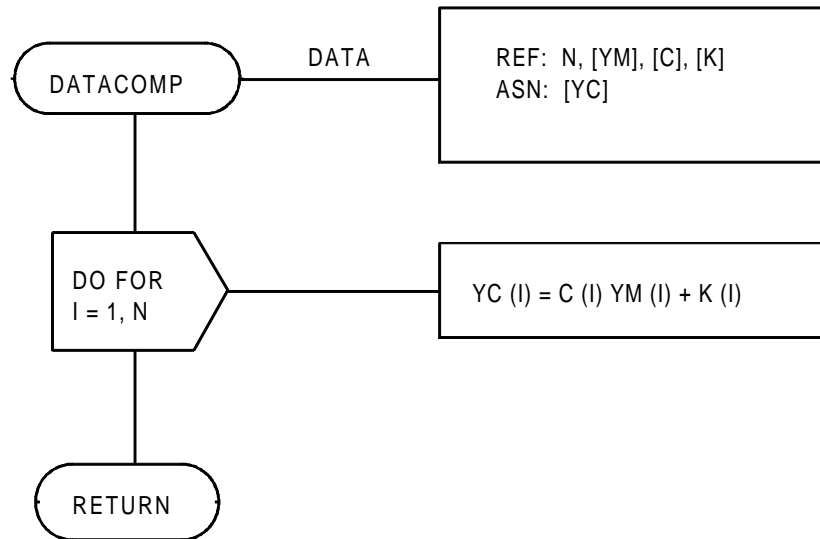 DATACOMP
DATA
REF: N, [YM], [C], [K]
ASN: [YC]
DO FOR
I = 1, N
YC (I) = C (I) YM (I) + K (I)
RETURN